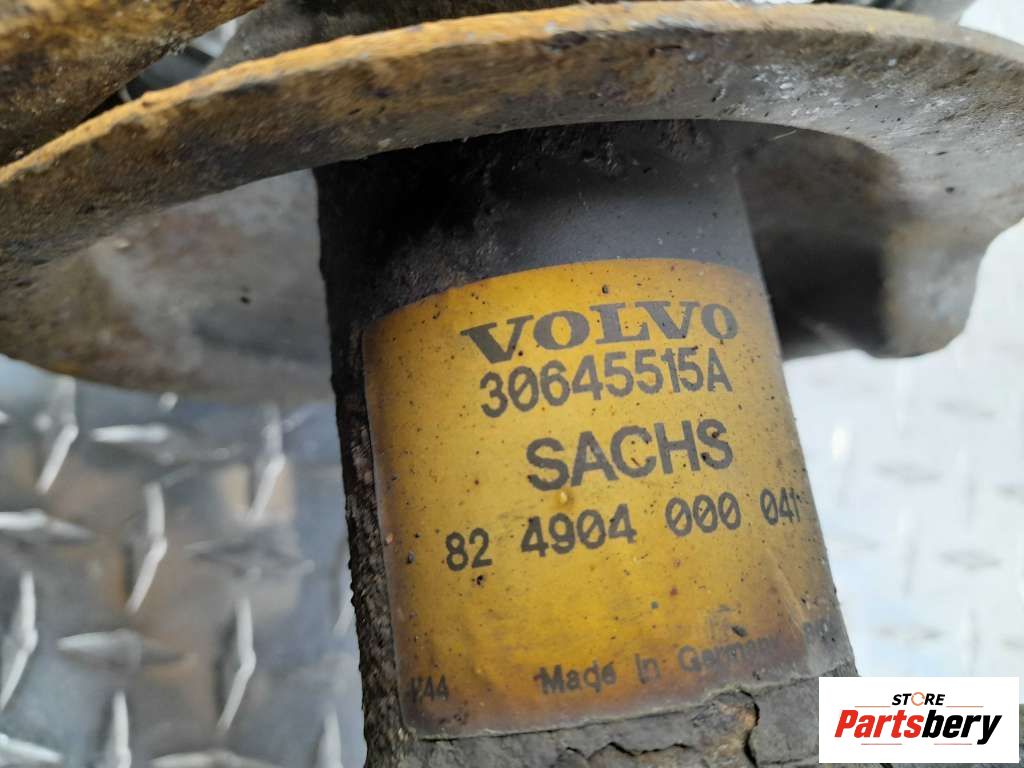 VOLVO
30645515A
SACHS
82 4904 000 041
Made in Germany
STORE
Partsbery